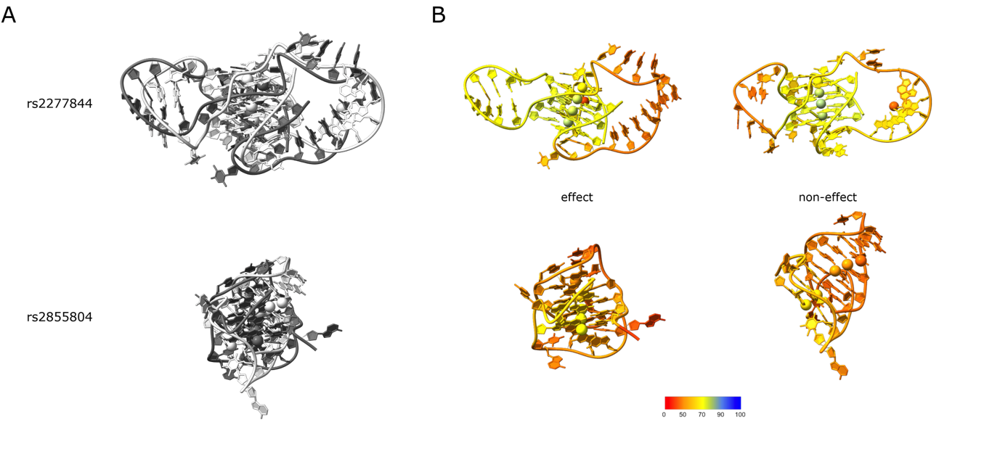 A
B
rs2277844
effect
non-effect
rs2855804
0 50 70 90 100